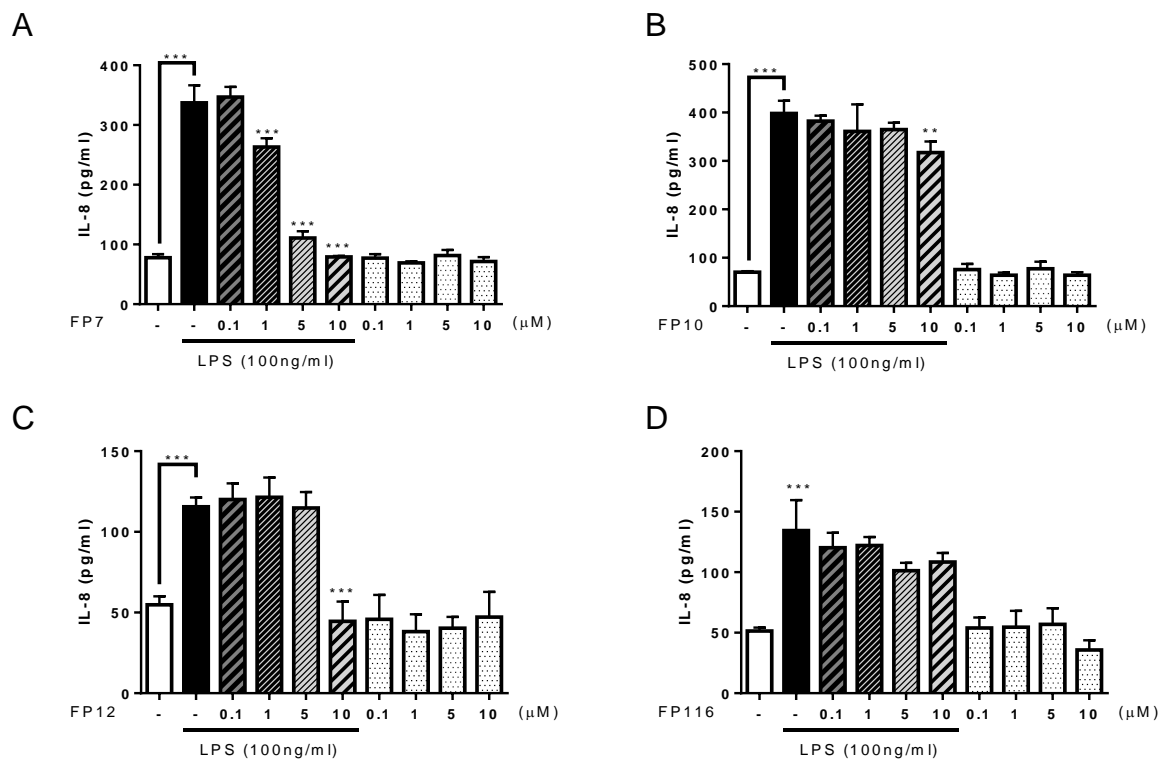 A
***
400
300
200
100
0
IL-8 (pg/ml)
***
***
***
FP7 - - 0.1 1 5 10 0.1 1 5 10 (μM)
LPS (100ng/ml)
B
***
500
400
300
200
100
0
IL-8 (pg/ml)
**
FP10 - - 0.1 1 5 10 0.1 1 5 10 (μM)
LPS (100ng/ml)
C
***
150
100
50
0
IL-8 (pg/ml)
***
FP12 - - 0.1 1 5 10 0.1 1 5 10 (μM)
LPS (100ng/ml)
D
***
200
150
100
50
0
IL-8 (pg/ml)
FP116 - - 0.1 1 5 10 0.1 1 5 10 (μM)
LPS (100ng/ml)